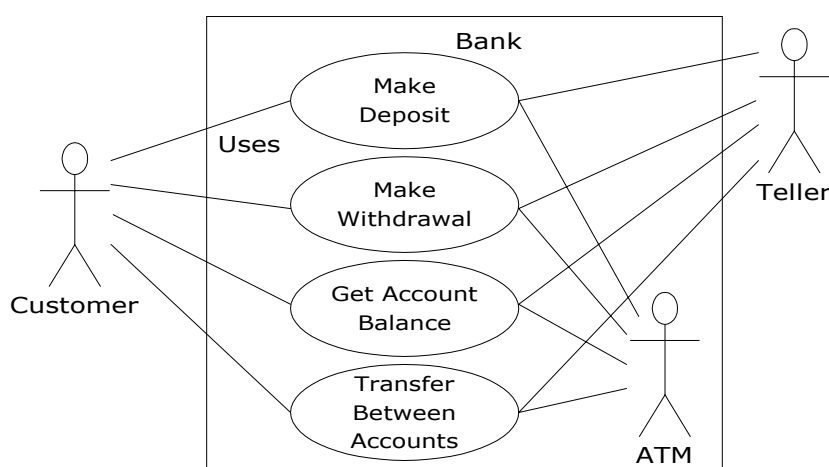 Bank
Make
Deposit
Uses
Make
Withdrawal
Teller
Get Account
Balance
Customer
Transfer
Between
Accounts
ATM